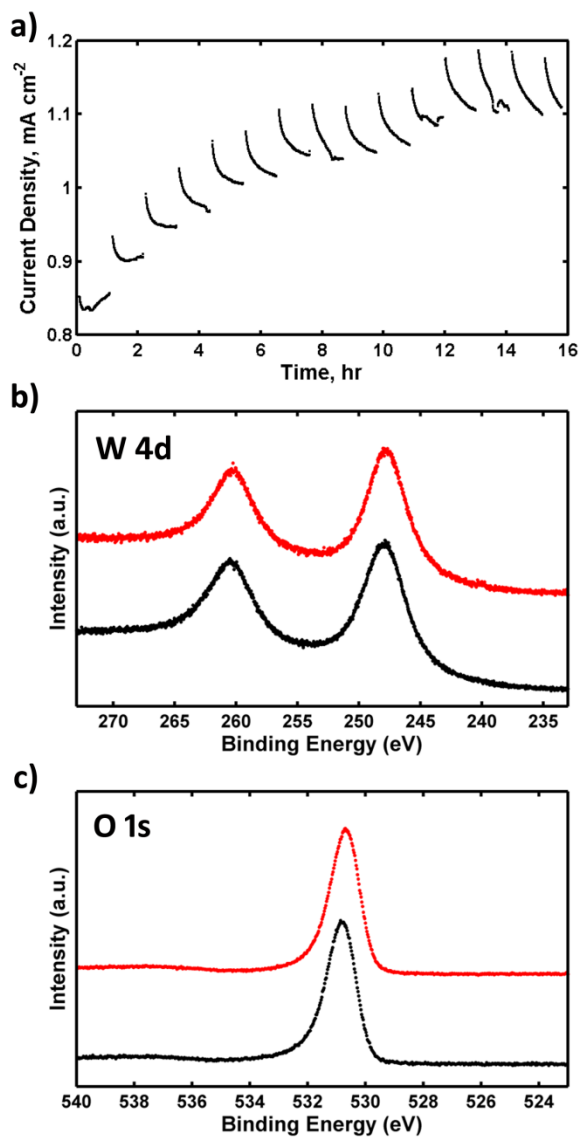 a)
1.2
1.1
1
0.9
0.8
Current Density, mA cm⁻²
0 2 4 6 8 10 12 14 16
Time, hr
b)
W 4d
Intensity (a.u.)
270 265 260 255 250 245 240 235
Binding Energy (eV)
c)
O 1s
Intensity (a.u.)
540 538 536 534 532 530 528 526 524
Binding Energy (eV)